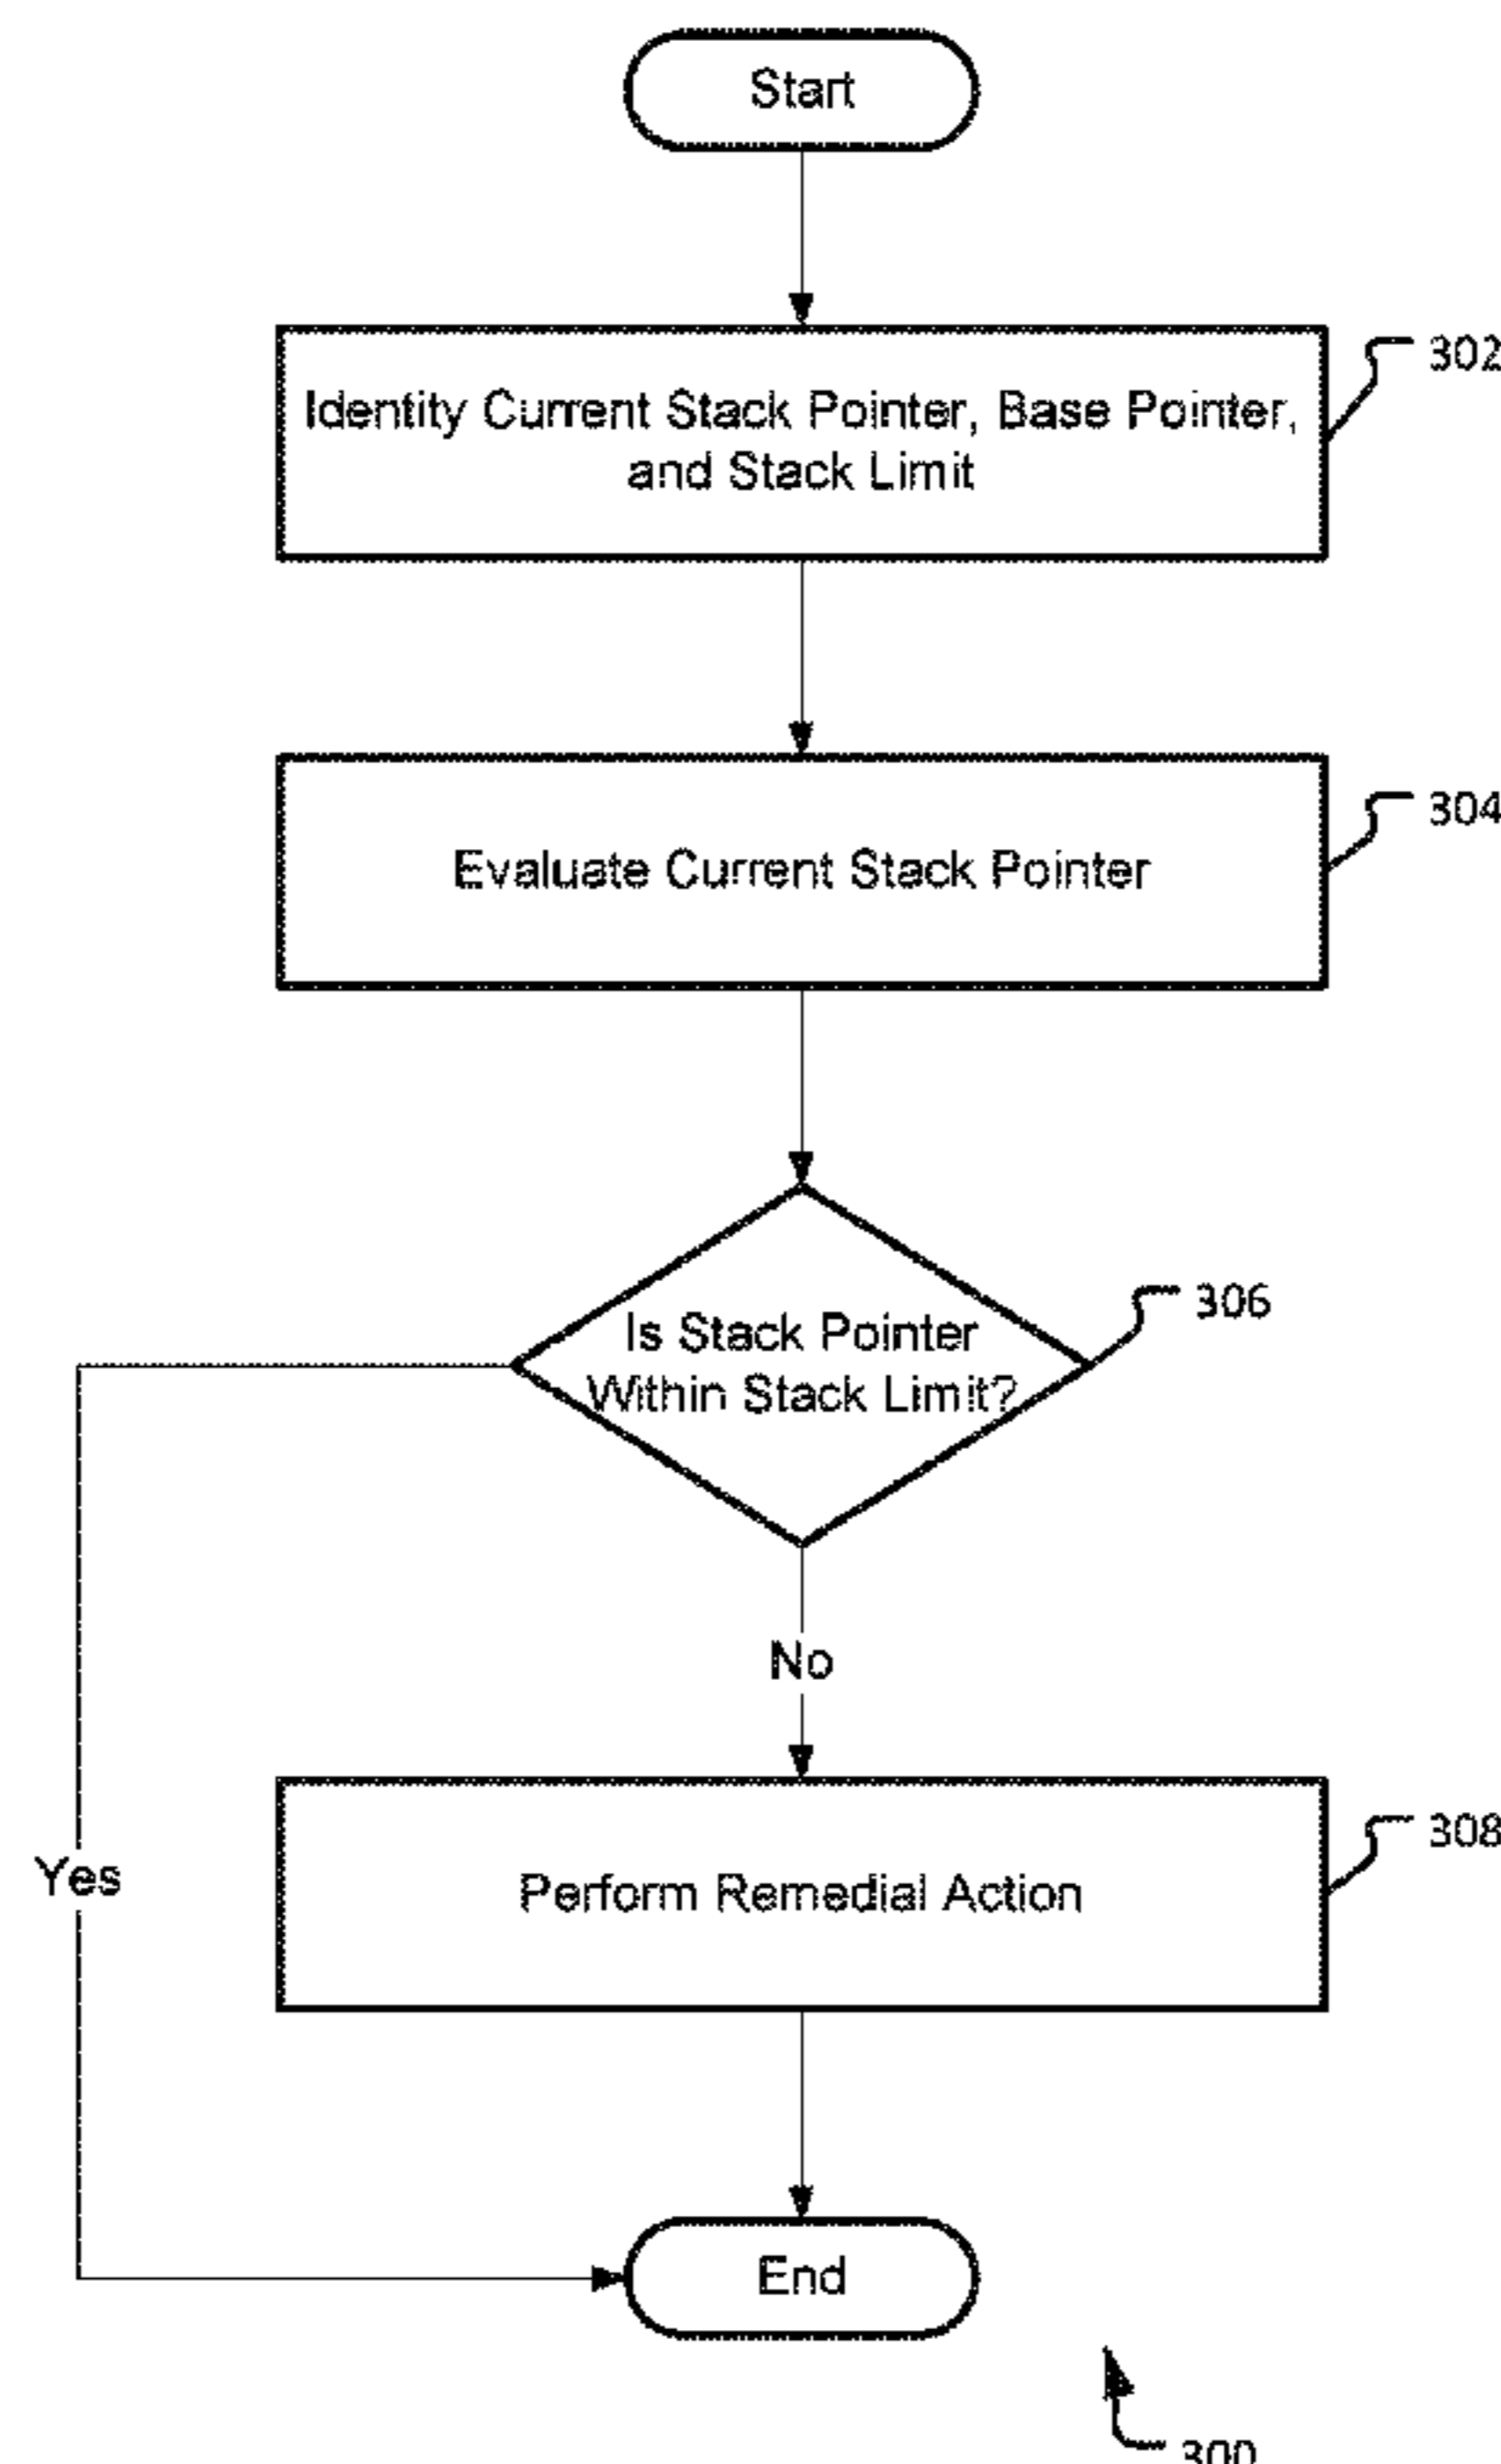 Start
302
Identity Current Stack Pointer, Base Pointer,
and Stack Limit
304
Evaluate Current Stack Pointer
306
Is Stack Pointer
Within Stack Limit?
No
308
Yes
Perform Remedial Action
End
300